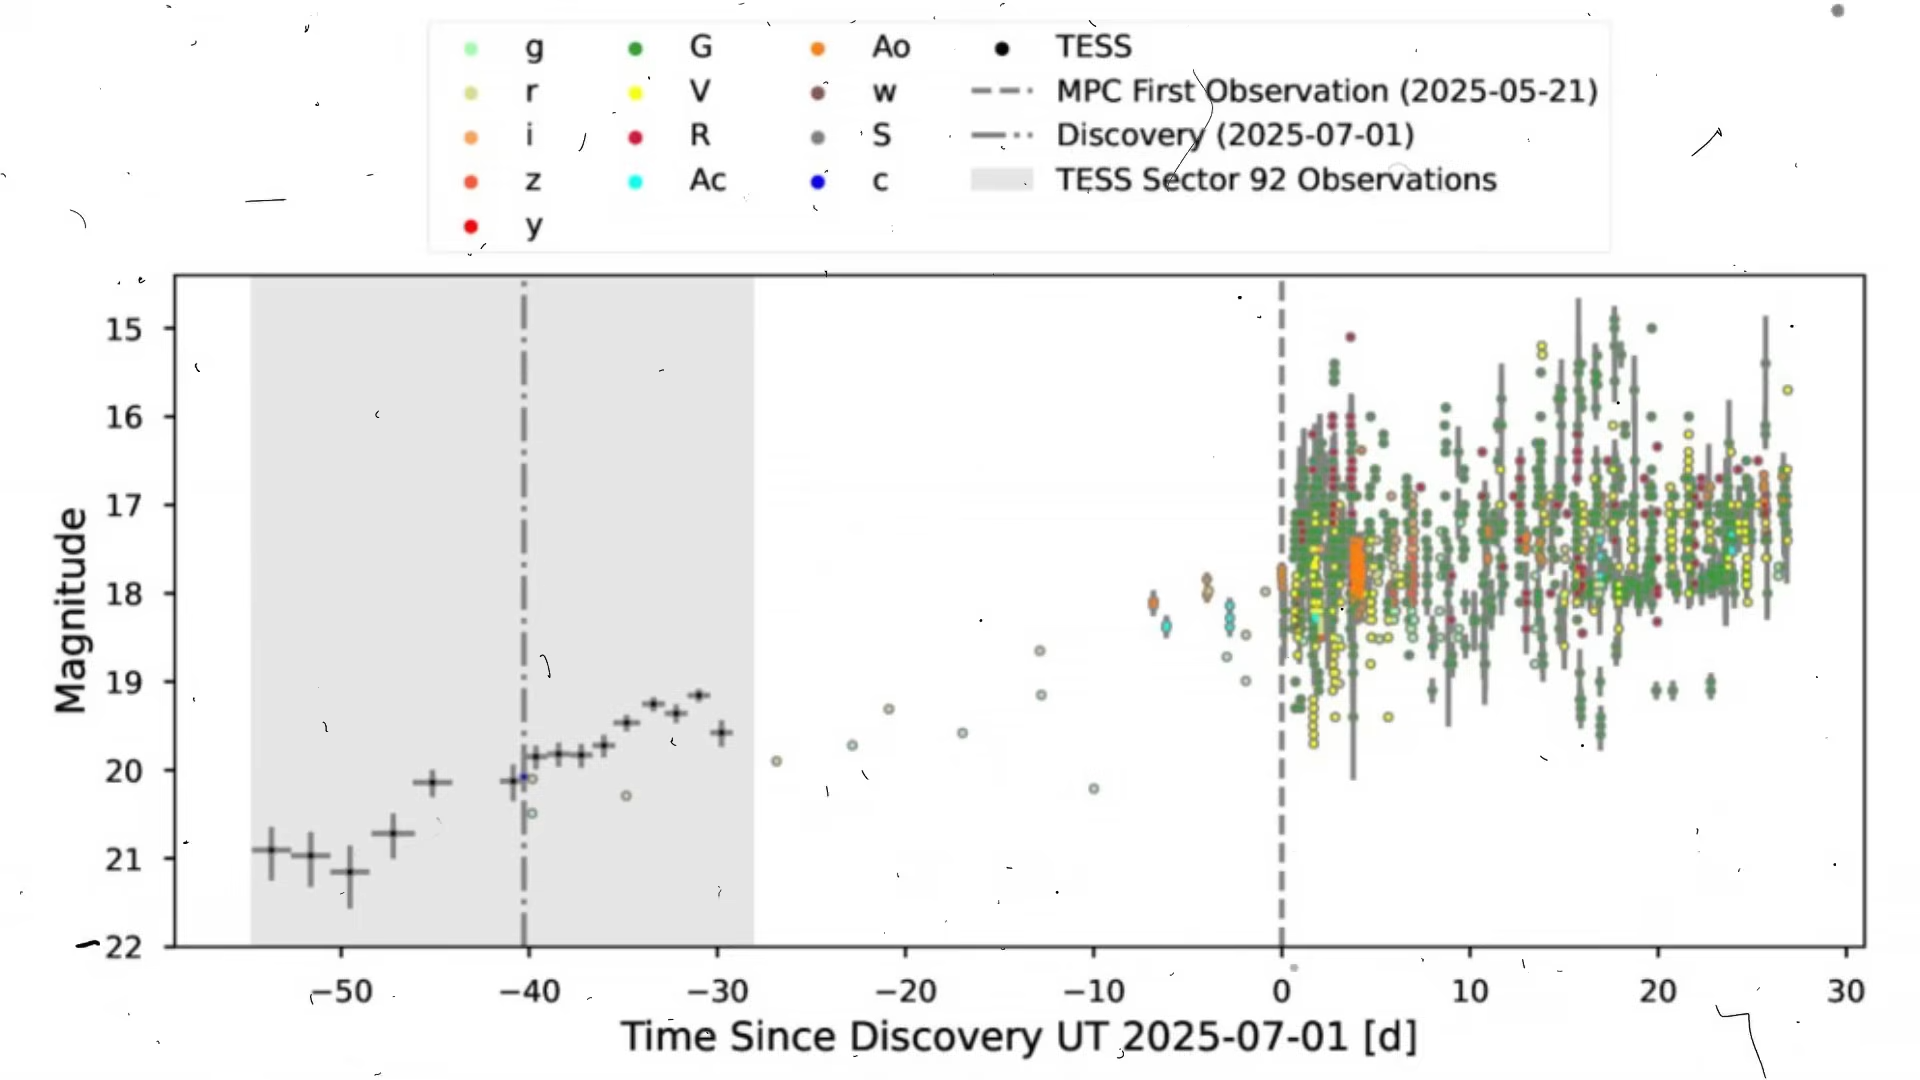 g G Ao TESS
r V w MPC First Observation (2025-05-21)
i R S Discovery (2025-07-01)
z Ac c TESS Sector 92 Observations
y
15
16
17
18
19
20
21
22
Magnitude
−50 −40 −30 −20 −10 0 10 20 30
Time Since Discovery UT 2025-07-01 [d]